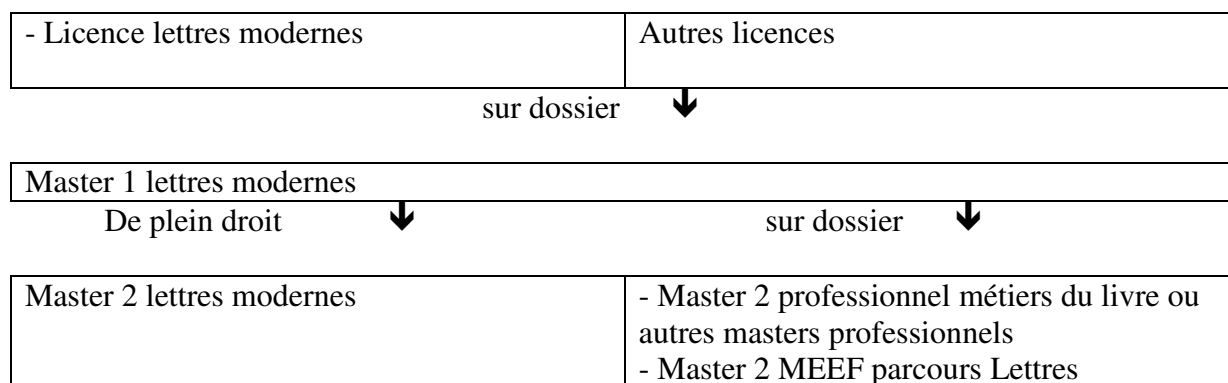 - Licence lettres modernes
Autres licences
sur dossier
Master 1 lettres modernes
De plein droit
sur dossier
Master 2 lettres modernes
- Master 2 professionnel métiers du livre ou
autres masters professionnels
- Master 2 MEEF parcours Lettres